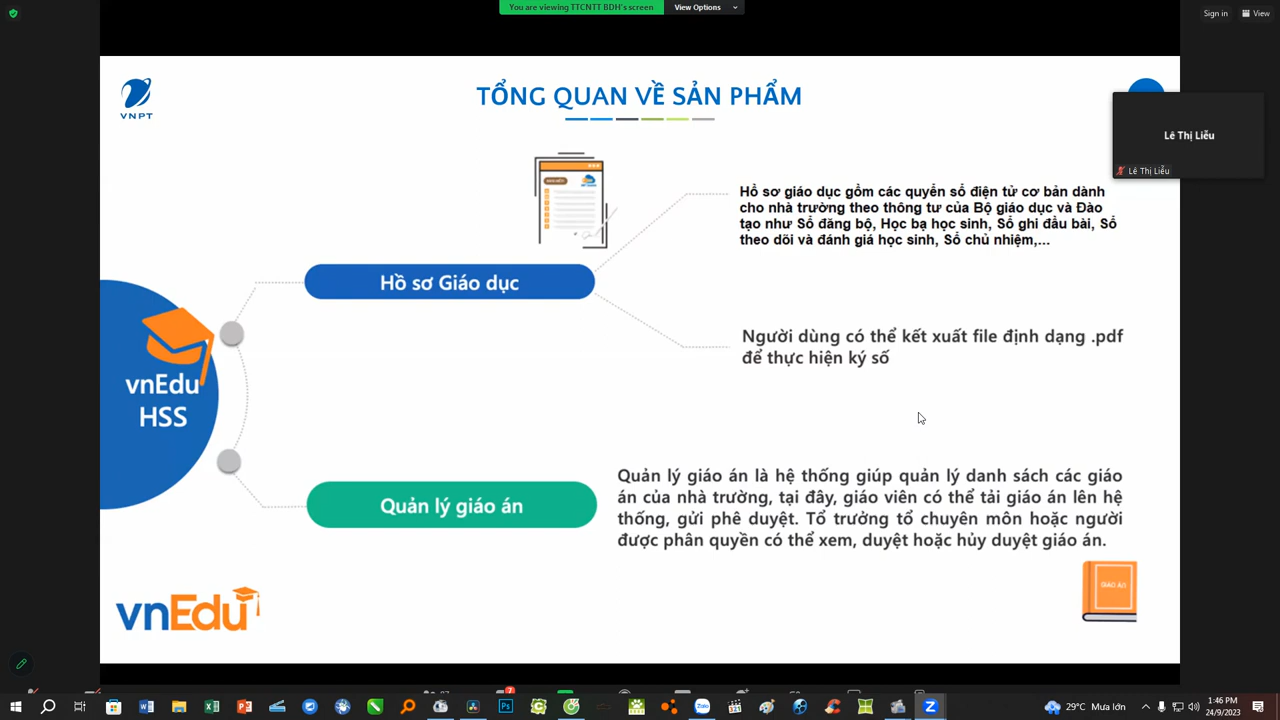 You are viewing TTCNTT BDH's screen
View Options
Sign in
View
VNPT
TỔNG QUAN VỀ SẢN PHẨM
Lê Thị Liễu
Lê Thị Liễu
Hồ sơ giáo dục gồm các quyển sổ điện tử cơ bản dành
cho nhà trường theo thông tư của Bộ giáo dục và Đào
tạo như Sổ đăng bộ, Học bạ học sinh, Sổ ghi đầu bài, Sổ
theo dõi và đánh giá học sinh, Sổ chủ nhiệm,...
Hồ sơ Giáo dục
Người dùng có thể kết xuất file định dạng .pdf
để thực hiện ký số
vnEdu
HSS
Quản lý giáo án
Quản lý giáo án là hệ thống giúp quản lý danh sách các giáo
án của nhà trường, tại đây, giáo viên có thể tải giáo án lên hệ
thống, gửi phê duyệt. Tổ trưởng tổ chuyên môn hoặc người
được phân quyền có thể xem, duyệt hoặc hủy duyệt giáo án.
GIÁO ÁN
vnEdu
7
Zalo
29°C Mưa lớn
1:46 PM
24/9/2023